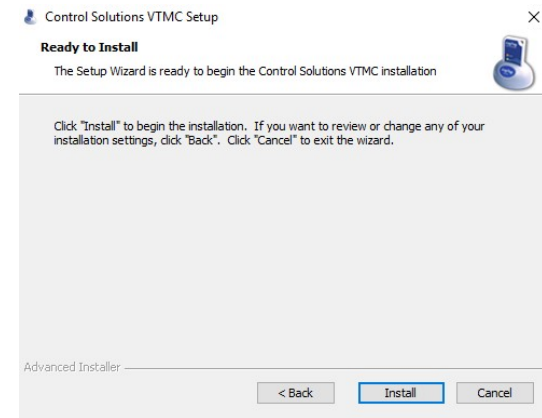 Control Solutions VTMC Setup
Ready to Install
The Setup Wizard is ready to begin the Control Solutions VTMC installation
Click "Install" to begin the installation.  If you want to review or change any of your
installation settings, click "Back".  Click "Cancel" to exit the wizard.
Advanced Installer
< Back Install Cancel